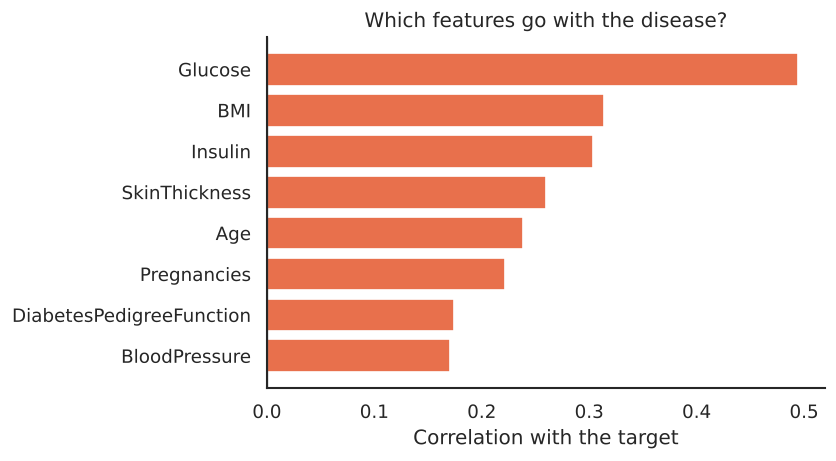 Which features go with the disease?
Glucose
BMI
Insulin
SkinThickness
Age
Pregnancies
DiabetesPedigreeFunction
BloodPressure
0.0 0.1 0.2 0.3 0.4 0.5
Correlation with the target